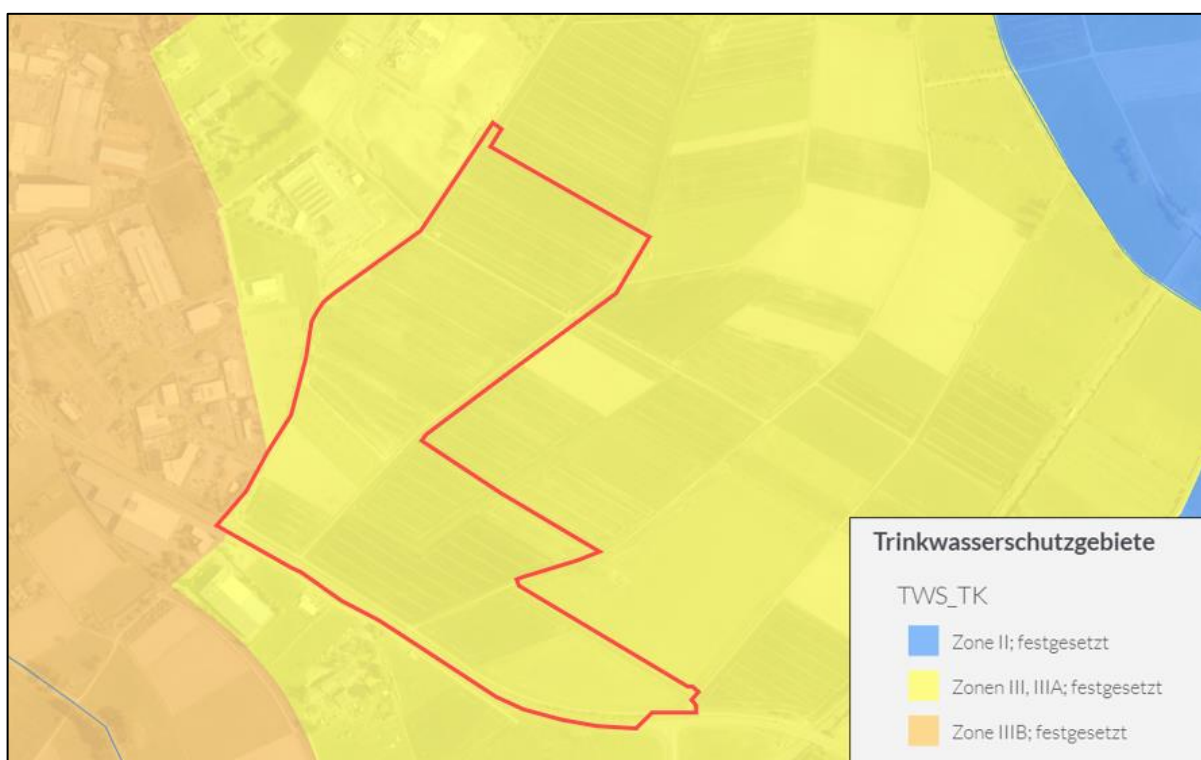 Trinkwasserschutzgebiete
TWS_TK
Zone II; festgesetzt
Zonen III, IIIA; festgesetzt
Zone IIIB; festgesetzt